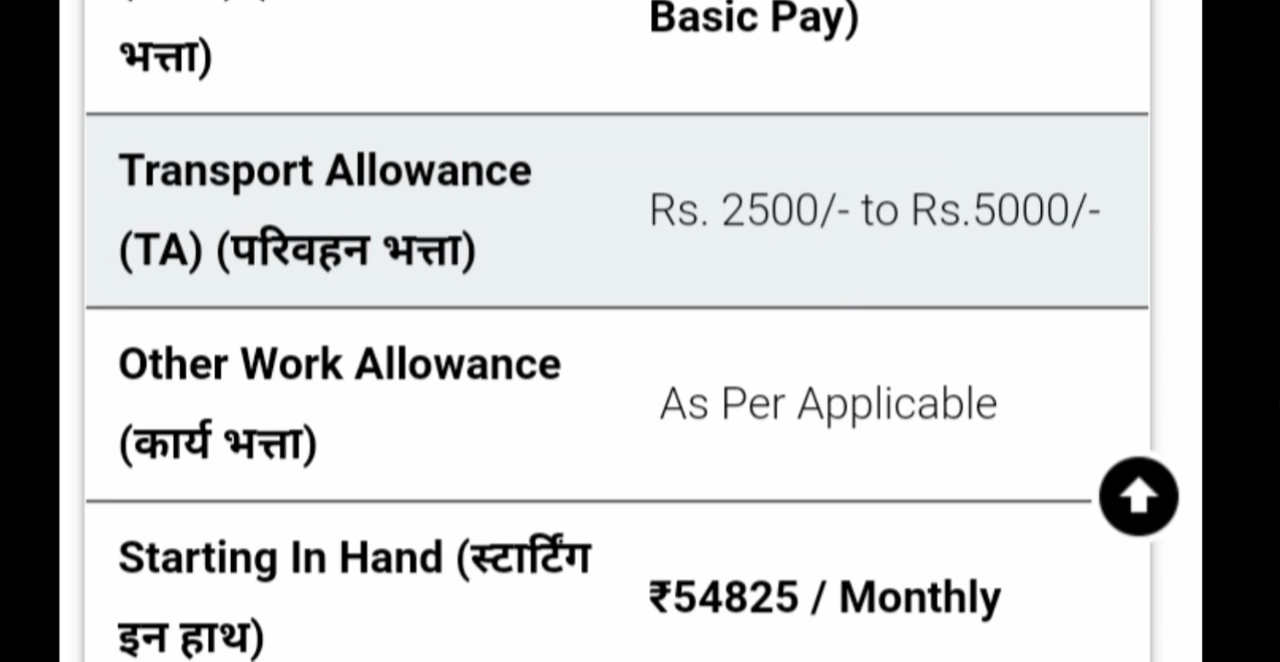 Basic Pay)
भत्ता)
Transport Allowance
(TA) (परिवहन भत्ता)
Rs. 2500/- to Rs.5000/-
Other Work Allowance
(कार्य भत्ता)
As Per Applicable
Starting In Hand (स्टार्टिंग
इन हाथ)
₹54825 / Monthly